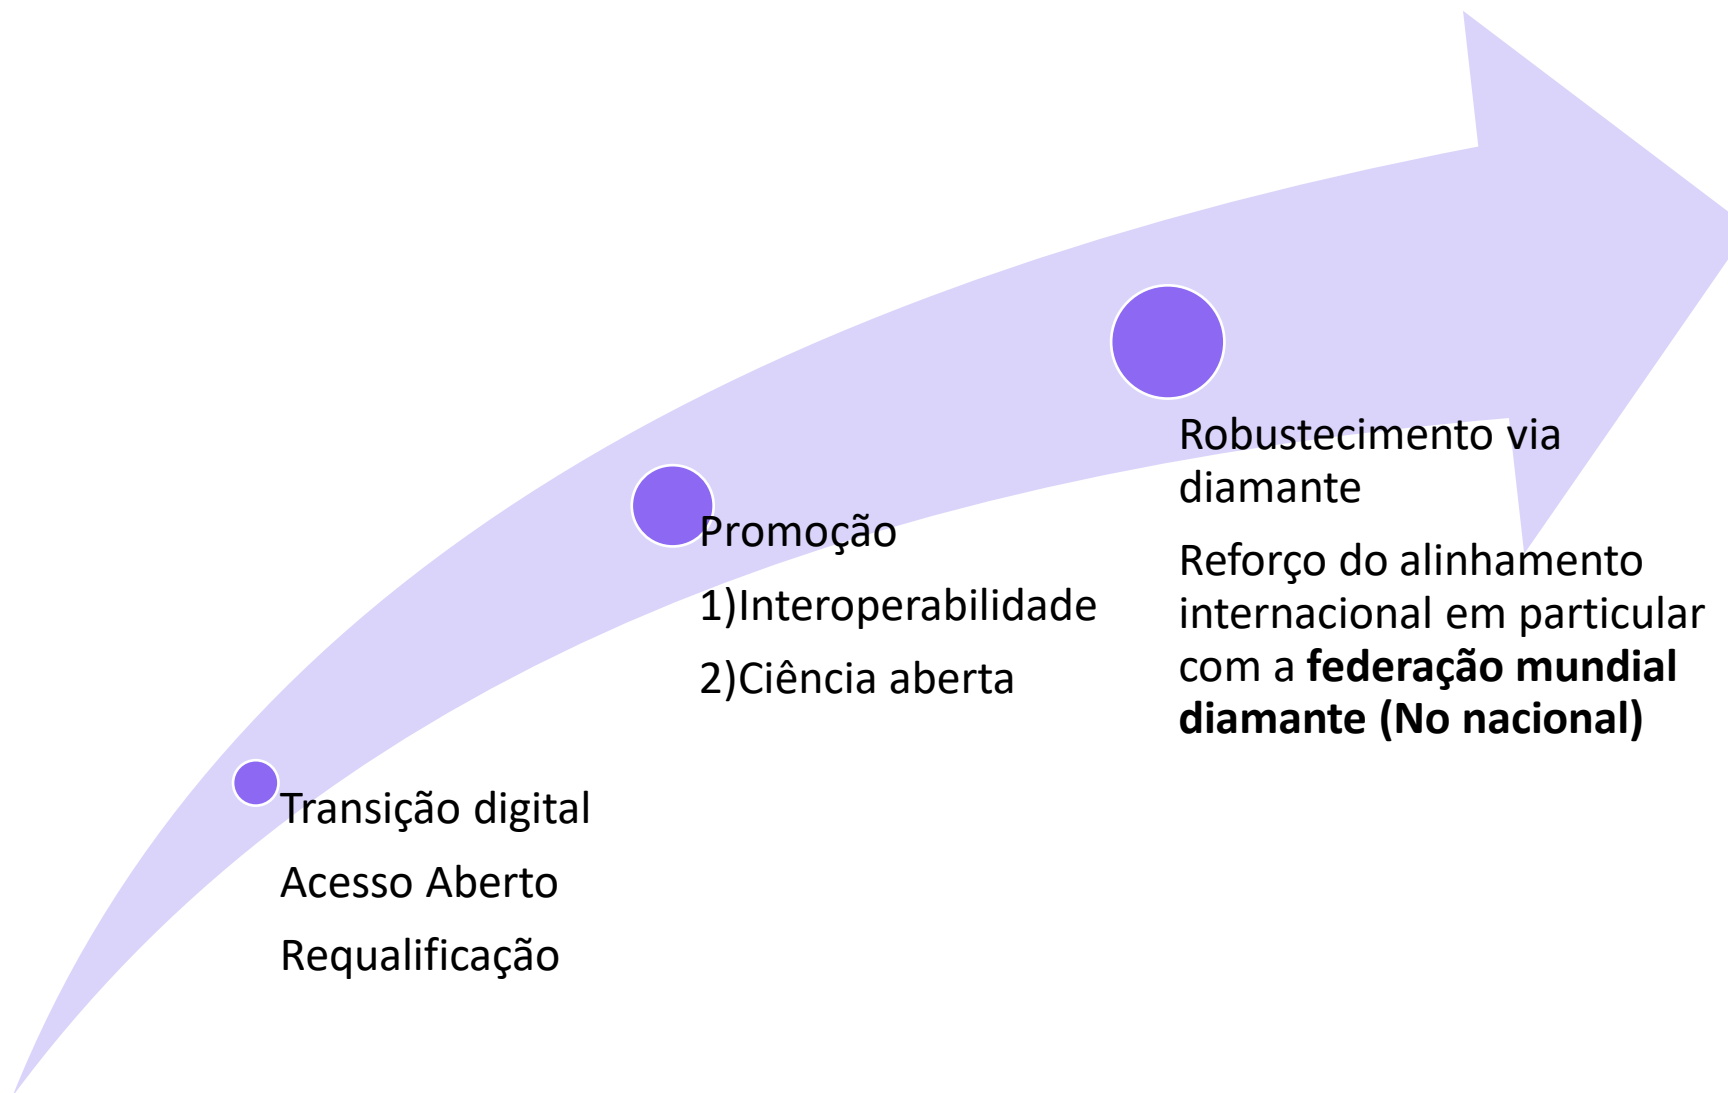 Transição digital
Acesso Aberto
Requalificação
Promoção
1)Interoperabilidade
2)Ciência aberta
Robustecimento via
diamante
Reforço do alinhamento
internacional em particular
com a federação mundial
diamante (No nacional)